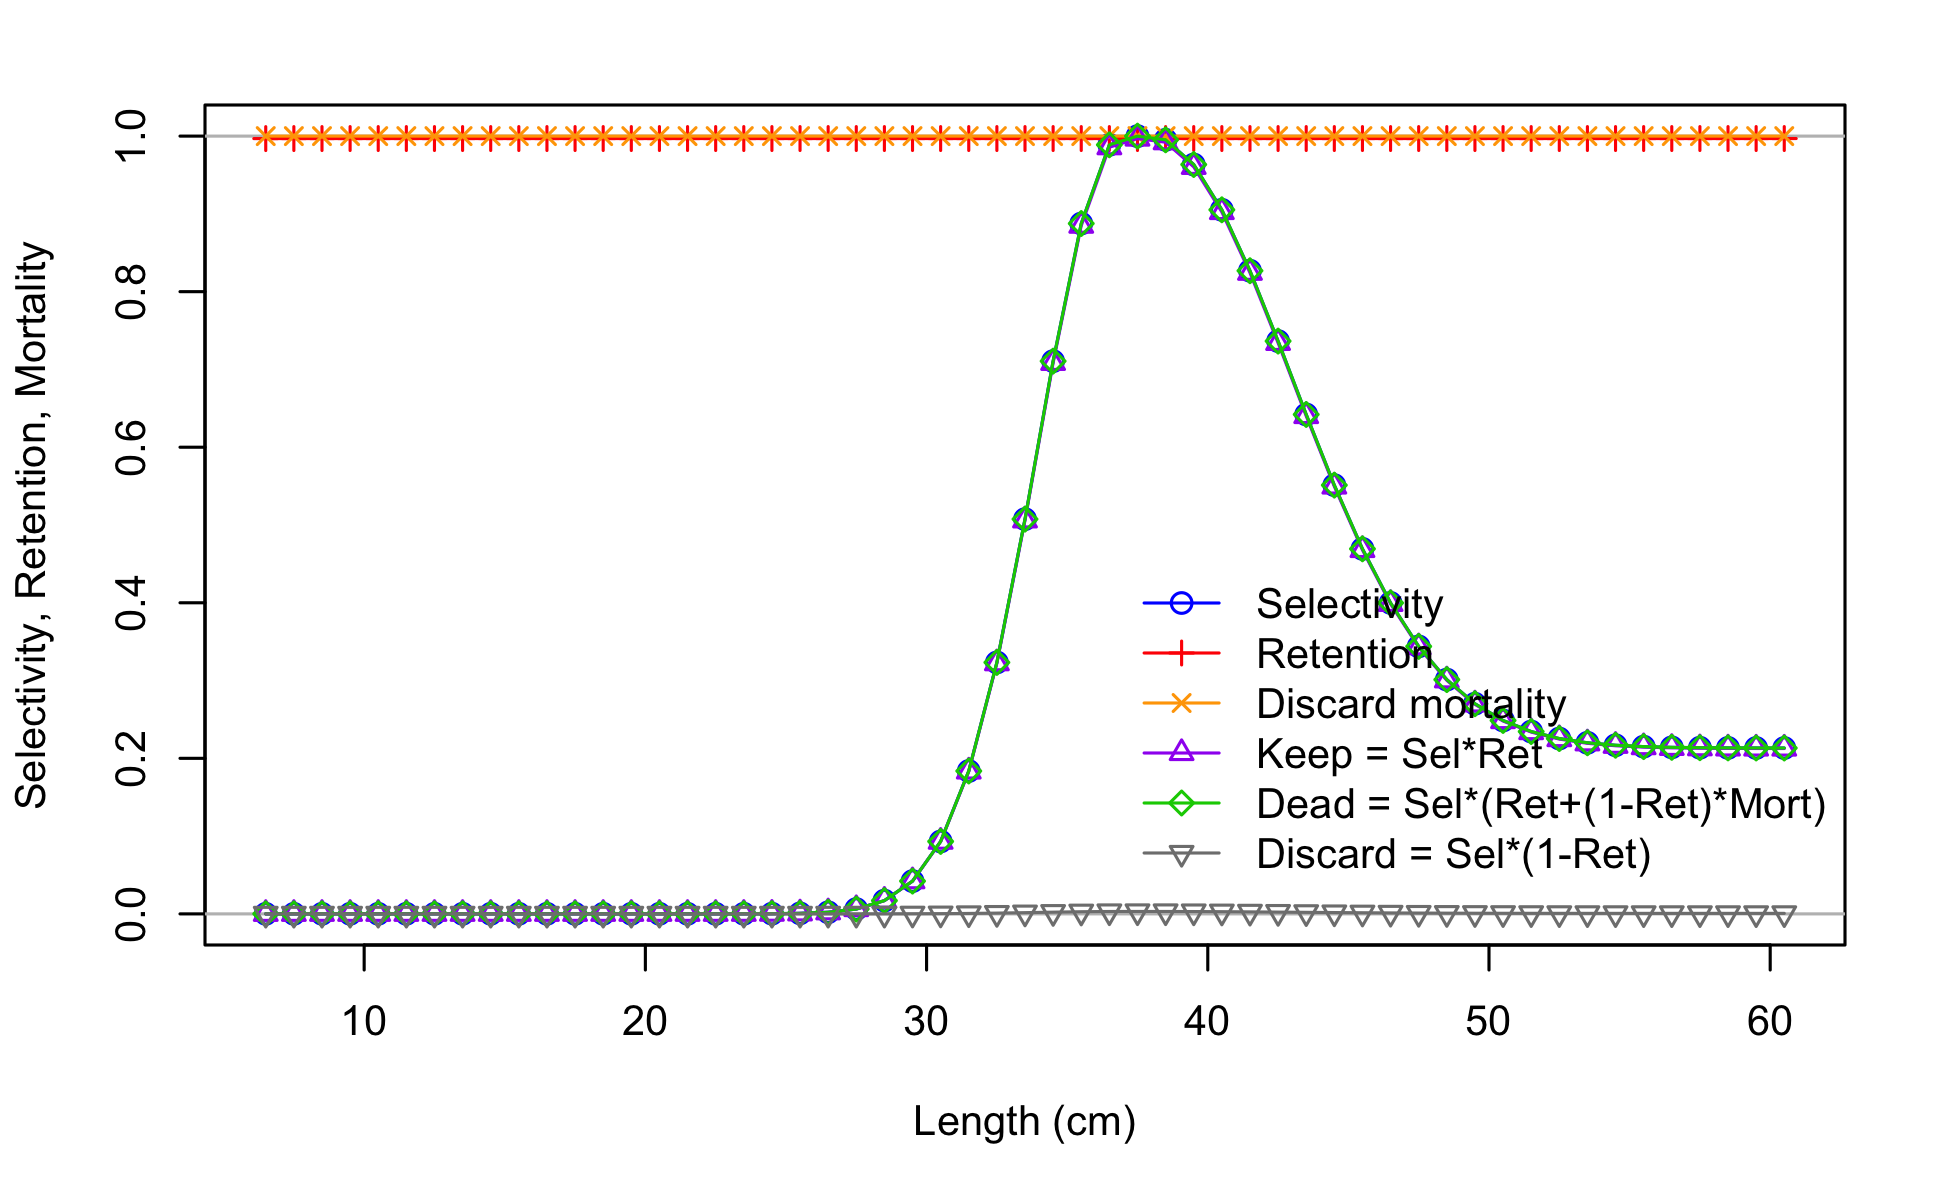 Selectivity, Retention, Mortality
1.0
0.8
0.6
0.4
0.2
0.0
Selectivity
Retention
Discard mortality
Keep = Sel*Ret
Dead = Sel*(Ret+(1-Ret)*Mort)
Discard = Sel*(1-Ret)
10 20 30 40 50 60
Length (cm)